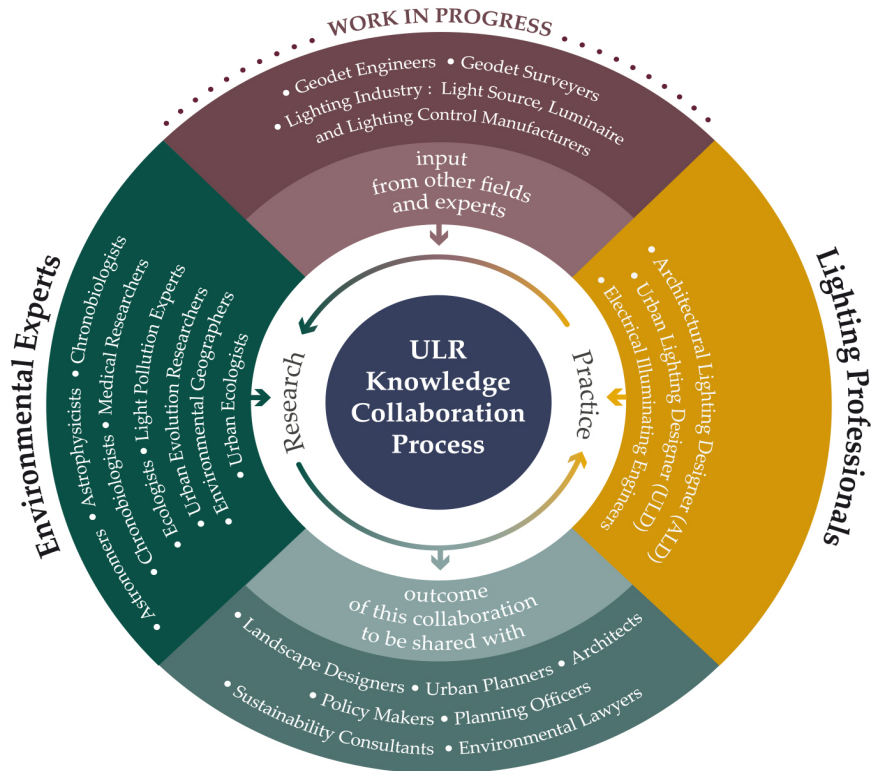 WORK IN PROGRESS
• Geodet Engineers • Geodet Surveyers
• Lighting Industry : Light Source, Luminaire
and Lighting Control Manufacturers
input
from other fields
and experts
Environmental Experts
• Astronomers • Astrophysicists • Chronobiologists
• Chronobiologists • Medical Researchers
• Ecologists • Light Pollution Experts
• Urban Evolution Researchers
• Environmental Geographers
• Urban Ecologists
Research
ULR
Knowledge
Collaboration
Process
Practice
• Architectural Lighting Designer (ALD)
• Urban Lighting Designer (ULD)
• Electrical Illuminating Engineers
Lighting Professionals
outcome
of this collaboration
to be shared with
• Landscape Designers • Urban Planners • Architects
• Policy Makers • Planning Officers
• Sustainability Consultants • Environmental Lawyers